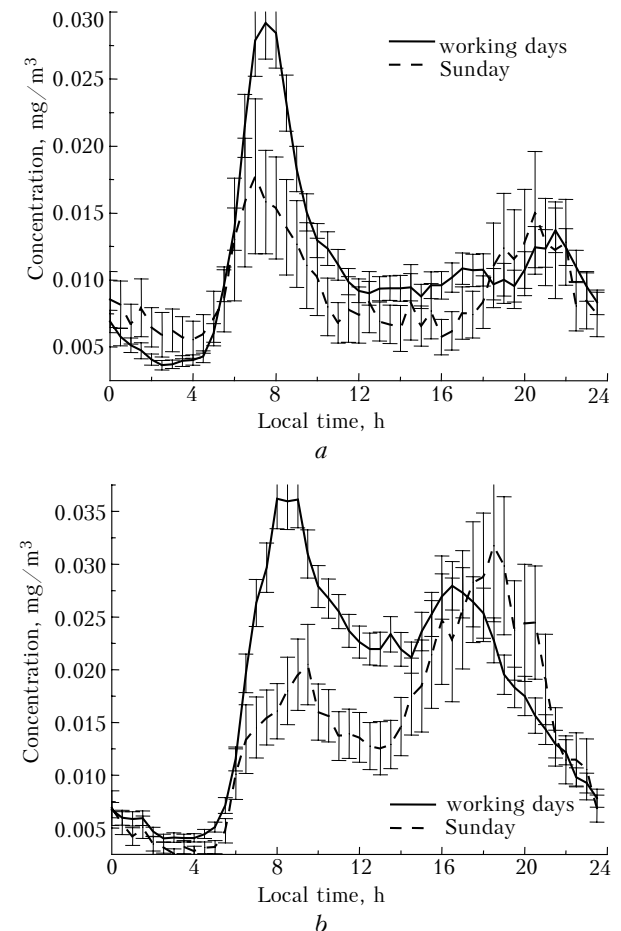 0.030
working days
Sunday
0.025
0.020
0.015
0.010
0.005
Concentration, mg/m³
0 4 8 12 16 20 24
Local time, h
a
0.035
0.030
0.025
0.020
0.015
0.010
0.005
Concentration, mg/m³
working days
Sunday
0 4 8 12 16 20 24
Local time, h
b